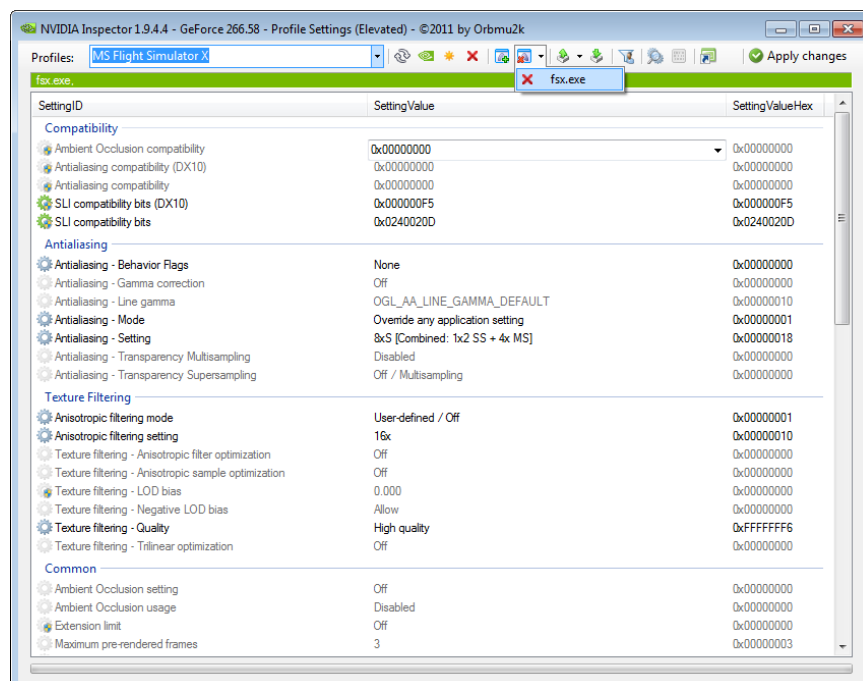 NVIDIA Inspector 1.9.4.4 - GeForce 266.58 - Profile Settings (Elevated) - ©2011 by Orbmu2k
Profiles: MS Flight Simulator X Apply changes
fsx.exe,
fsx.exe
SettingID SettingValue SettingValueHex
Compatibility
Ambient Occlusion compatibility 0x00000000 0x00000000
Antialiasing compatibility (DX10) 0x00000000 0x00000000
Antialiasing compatibility 0x00000000 0x00000000
SLI compatibility bits (DX10) 0x000000F5 0x000000F5
SLI compatibility bits 0x0240020D 0x0240020D
Antialiasing
Antialiasing - Behavior Flags None 0x00000000
Antialiasing - Gamma correction Off 0x00000000
Antialiasing - Line gamma OGL_AA_LINE_GAMMA_DEFAULT 0x00000010
Antialiasing - Mode Override any application setting 0x00000001
Antialiasing - Setting 8xS [Combined: 1x2 SS + 4x MS] 0x00000018
Antialiasing - Transparency Multisampling Disabled 0x00000000
Antialiasing - Transparency Supersampling Off / Multisampling 0x00000000
Texture Filtering
Anisotropic filtering mode User-defined / Off 0x00000001
Anisotropic filtering setting 16x 0x00000010
Texture filtering - Anisotropic filter optimization Off 0x00000000
Texture filtering - Anisotropic sample optimization Off 0x00000000
Texture filtering - LOD bias 0.000 0x00000000
Texture filtering - Negative LOD bias Allow 0x00000000
Texture filtering - Quality High quality 0xFFFFFFF6
Texture filtering - Trilinear optimization Off 0x00000000
Common
Ambient Occlusion setting Off 0x00000000
Ambient Occlusion usage Disabled 0x00000000
Extension limit Off 0x00000000
Maximum pre-rendered frames 3 0x00000003